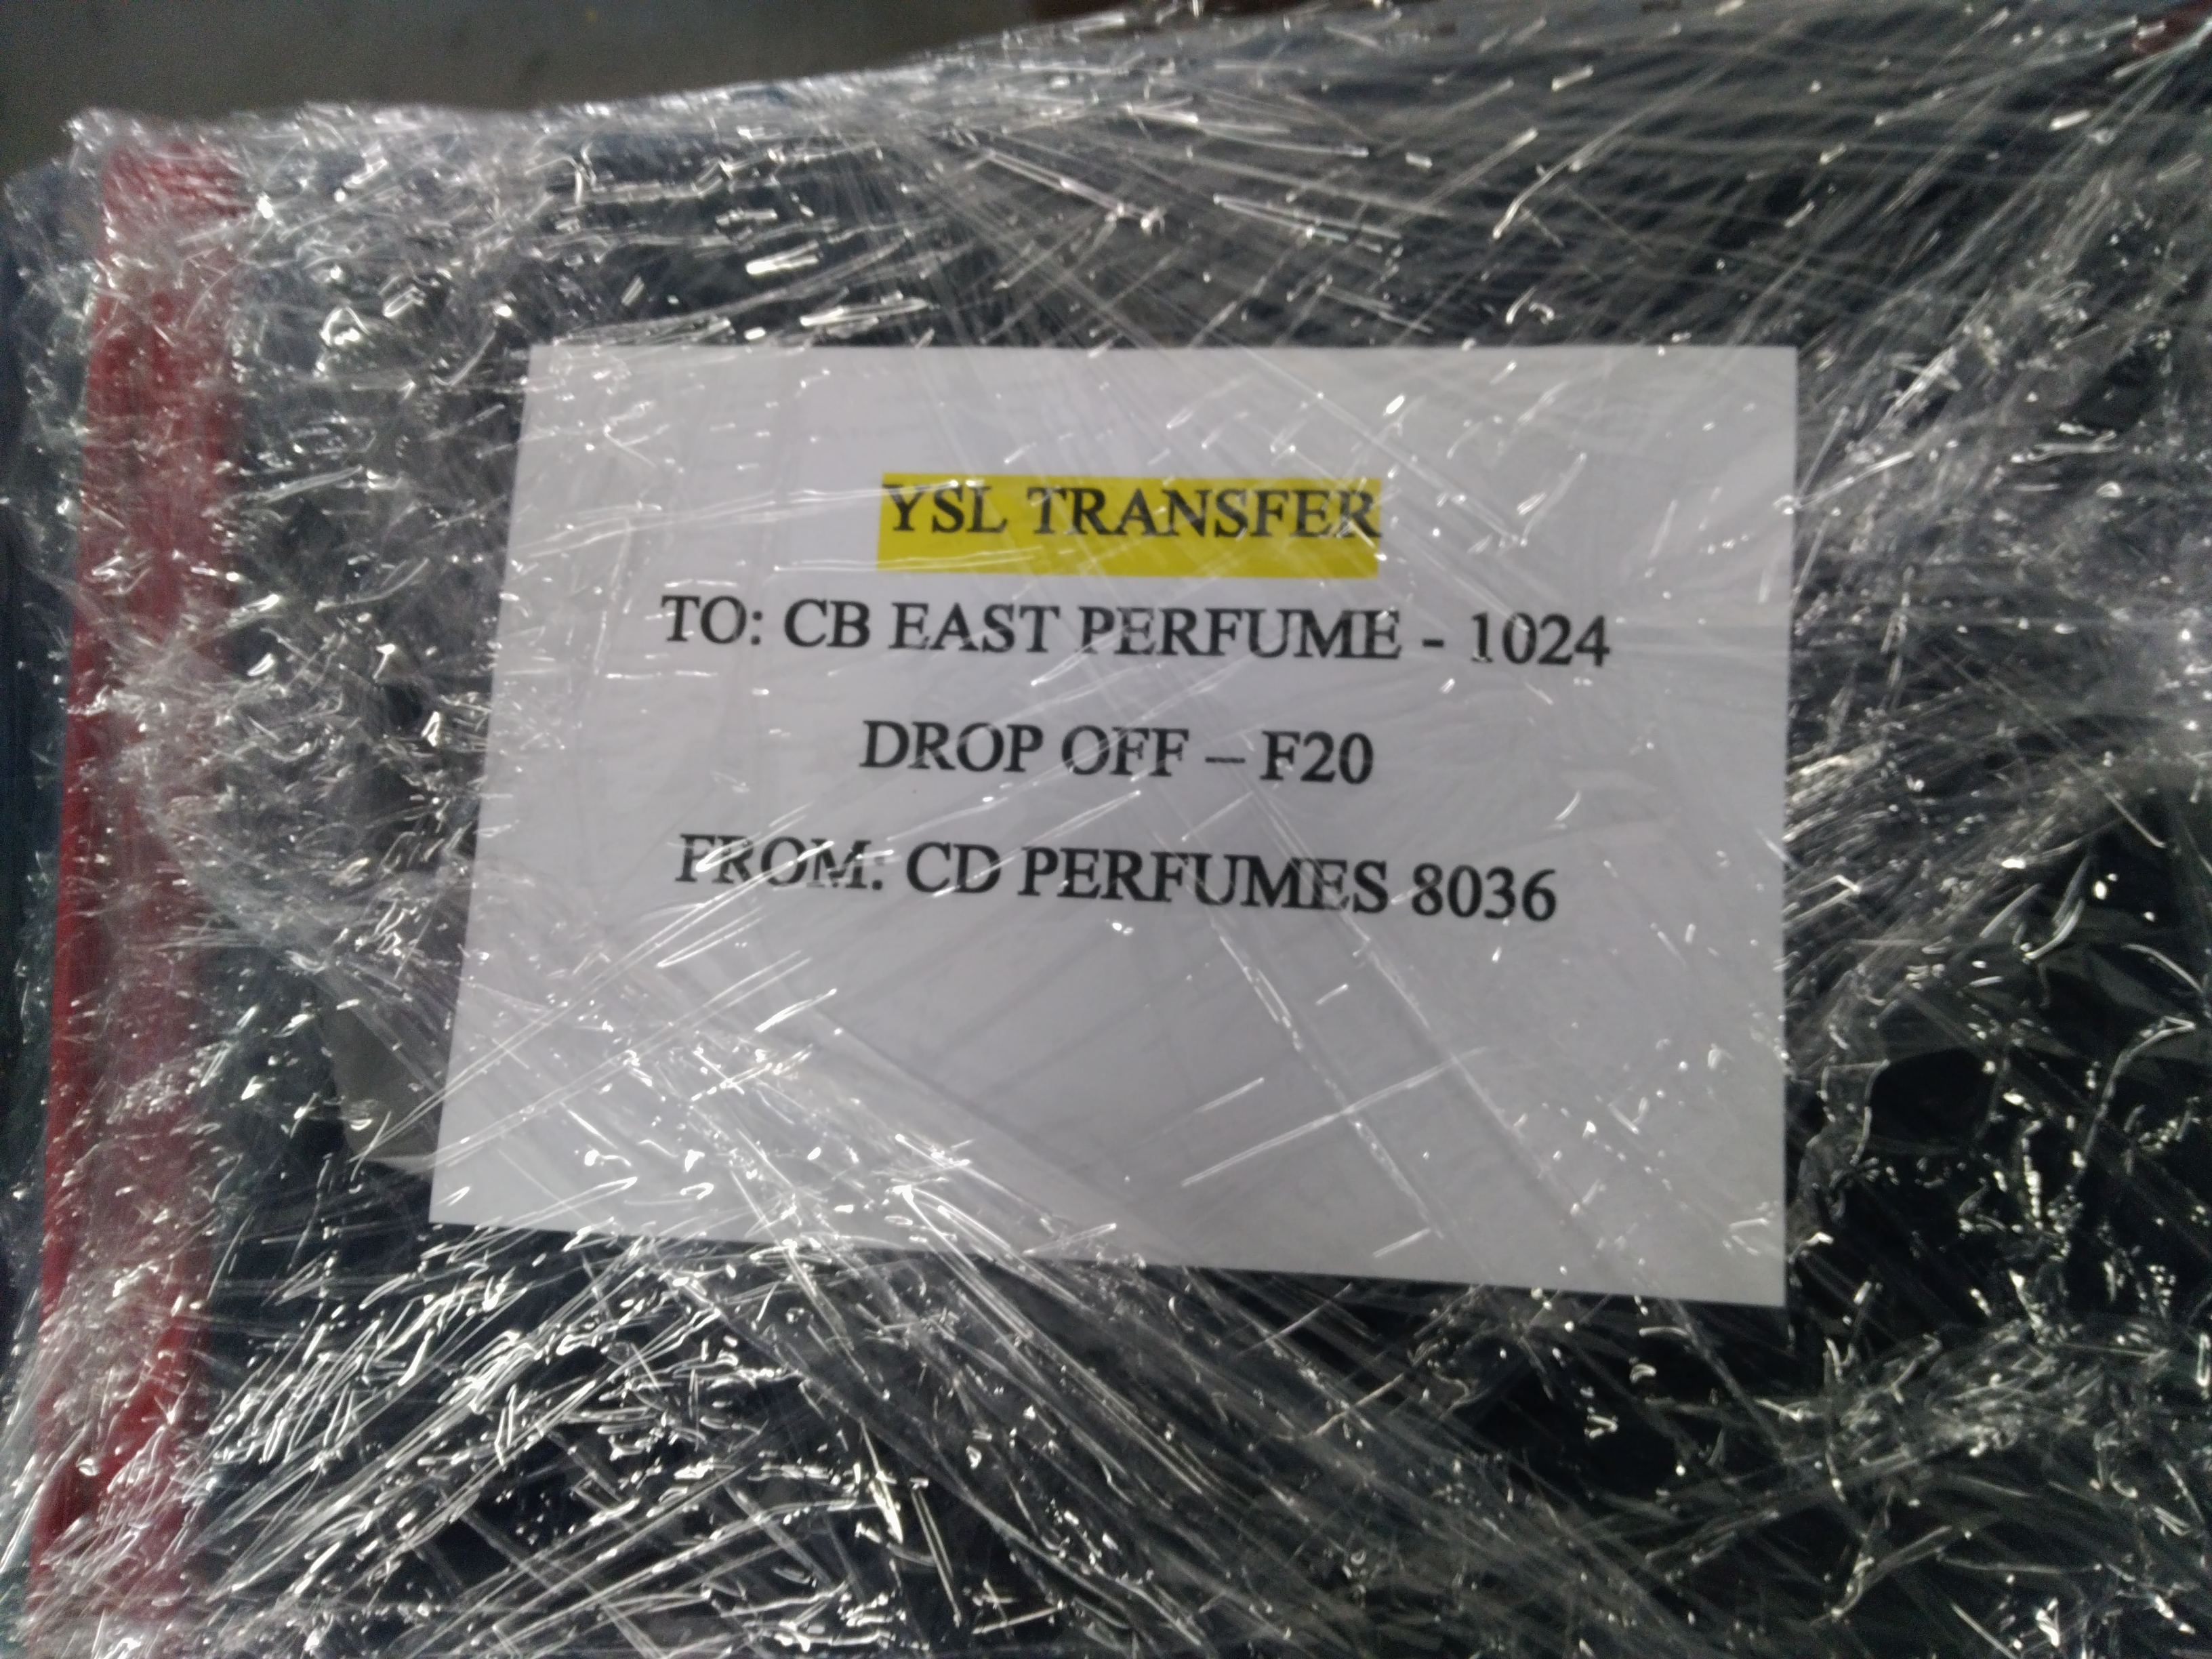 YSL TRANSFER
TO: CB EAST PERFUME - 1024
DROP OFF – F20
FROM: CD PERFUMES 8036